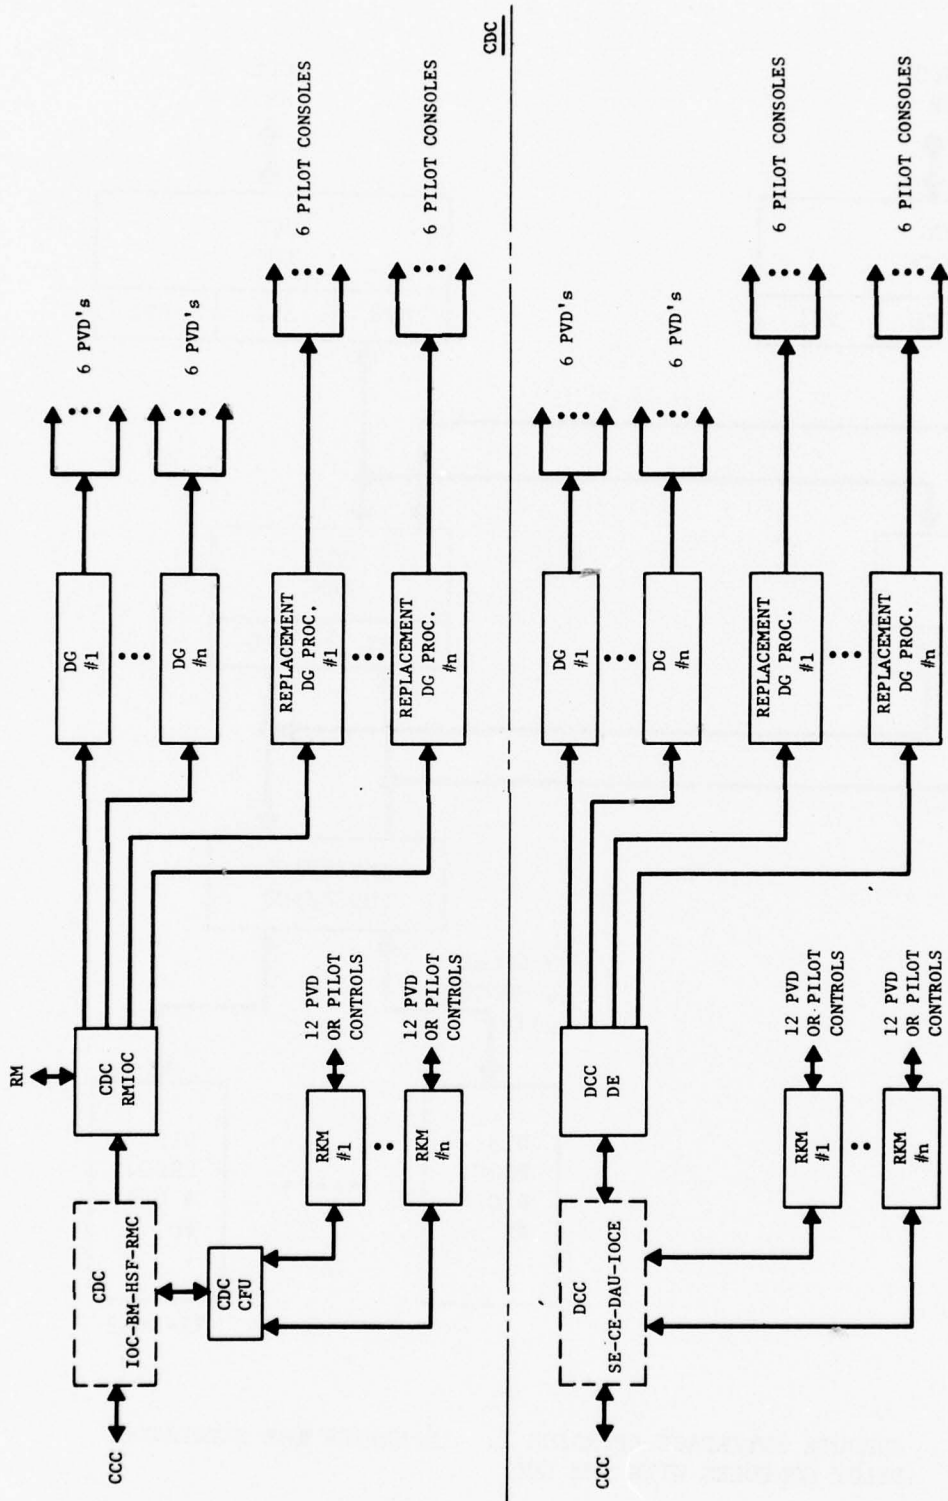 CDC
CCC
CDC
IOC-BM-HSF-RMC
RM
CDC
RMIOC
CDC
CFU
RKM
#1
RKM
#n
12 PVD
OR PILOT
CONTROLS
12 PVD
OR PILOT
CONTROLS
DG
#1
DG
#n
REPLACEMENT
DG PROC.
#1
REPLACEMENT
DG PROC.
#n
6 PVD's
6 PVD's
6 PILOT CONSOLES
6 PILOT CONSOLES
CCC
DCC
SE-CE-DAU-IOCE
DCC
DE
RKM
#1
RKM
#n
12 PVD
OR PILOT
CONTROLS
12 PVD
OR PILOT
CONTROLS
DG
#1
DG
#n
REPLACEMENT
DG PROC.
#1
REPLACEMENT
DG PROC.
#n
6 PVD's
6 PVD's
6 PILOT CONSOLES
6 PILOT CONSOLES